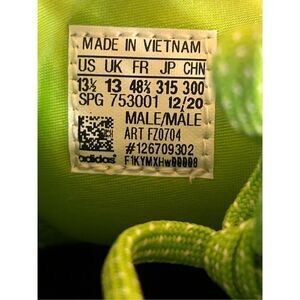 MADE IN VIETNAM
US UK FR JP CHN
13½ 13 48⅔ 315 300
SPG 753001 12/20
MALE/MALE
ART FZ0704
#126709302
adidas F1KYMXHW00008